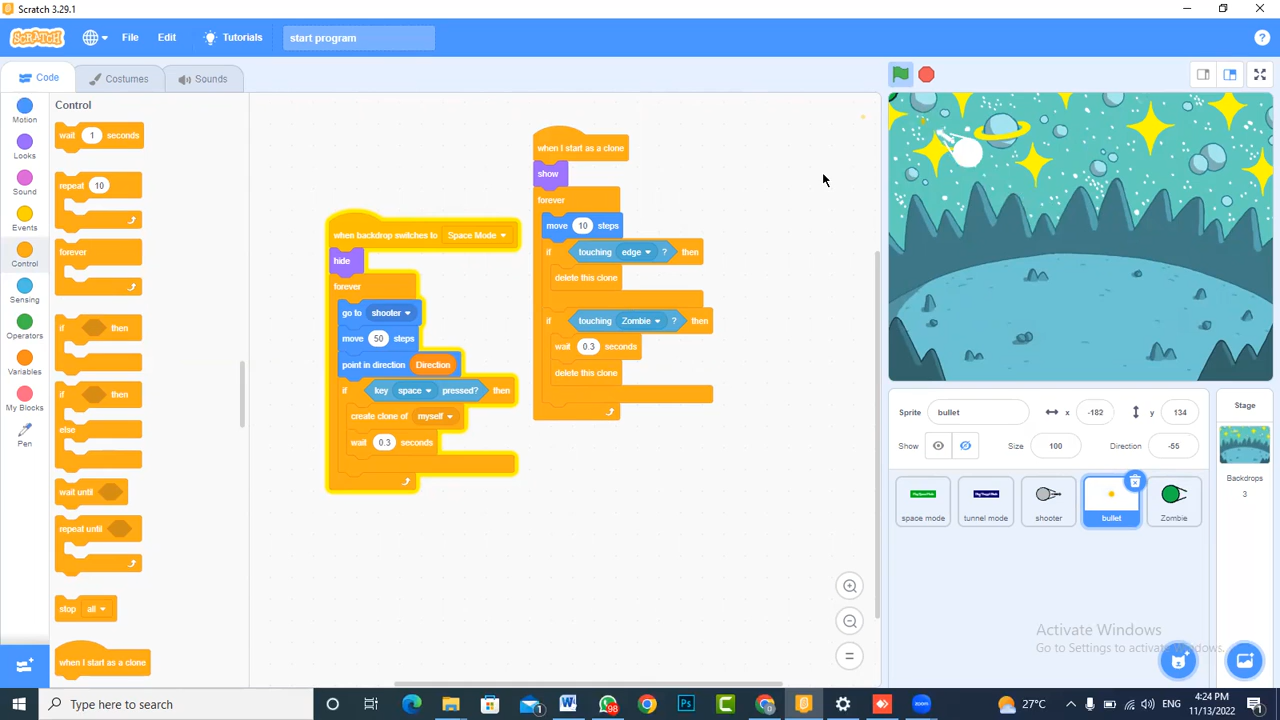 Scratch 3.29.1
SCRATCH
File
Edit
Tutorials
start program
Code
Costumes
Sounds
Motion
Looks
Sound
Events
Control
Sensing
Operators
Variables
My Blocks
Pen
Control
wait 1 seconds
repeat 10
forever
if then
if then
else
wait until
repeat until
stop all
when I start as a clone
when backdrop switches to Space Mode
hide
forever
go to shooter
move 50 steps
point in direction Direction
if key space pressed? then
create clone of myself
wait 0.3 seconds
when I start as a clone
show
forever
move 10 steps
if touching edge ? then
delete this clone
if touching Zombie ? then
wait 0.3 seconds
delete this clone
Sprite bullet x -182 y 134
Show Size 100 Direction -55
space mode
tunnel mode
shooter
bullet
Zombie
Stage
Backdrops
3
Activate Windows
Go to Settings to activate Windows.
Type here to search
W
98
1
Ps
C
zoom
27°C
4:24 PM
11/13/2022
1